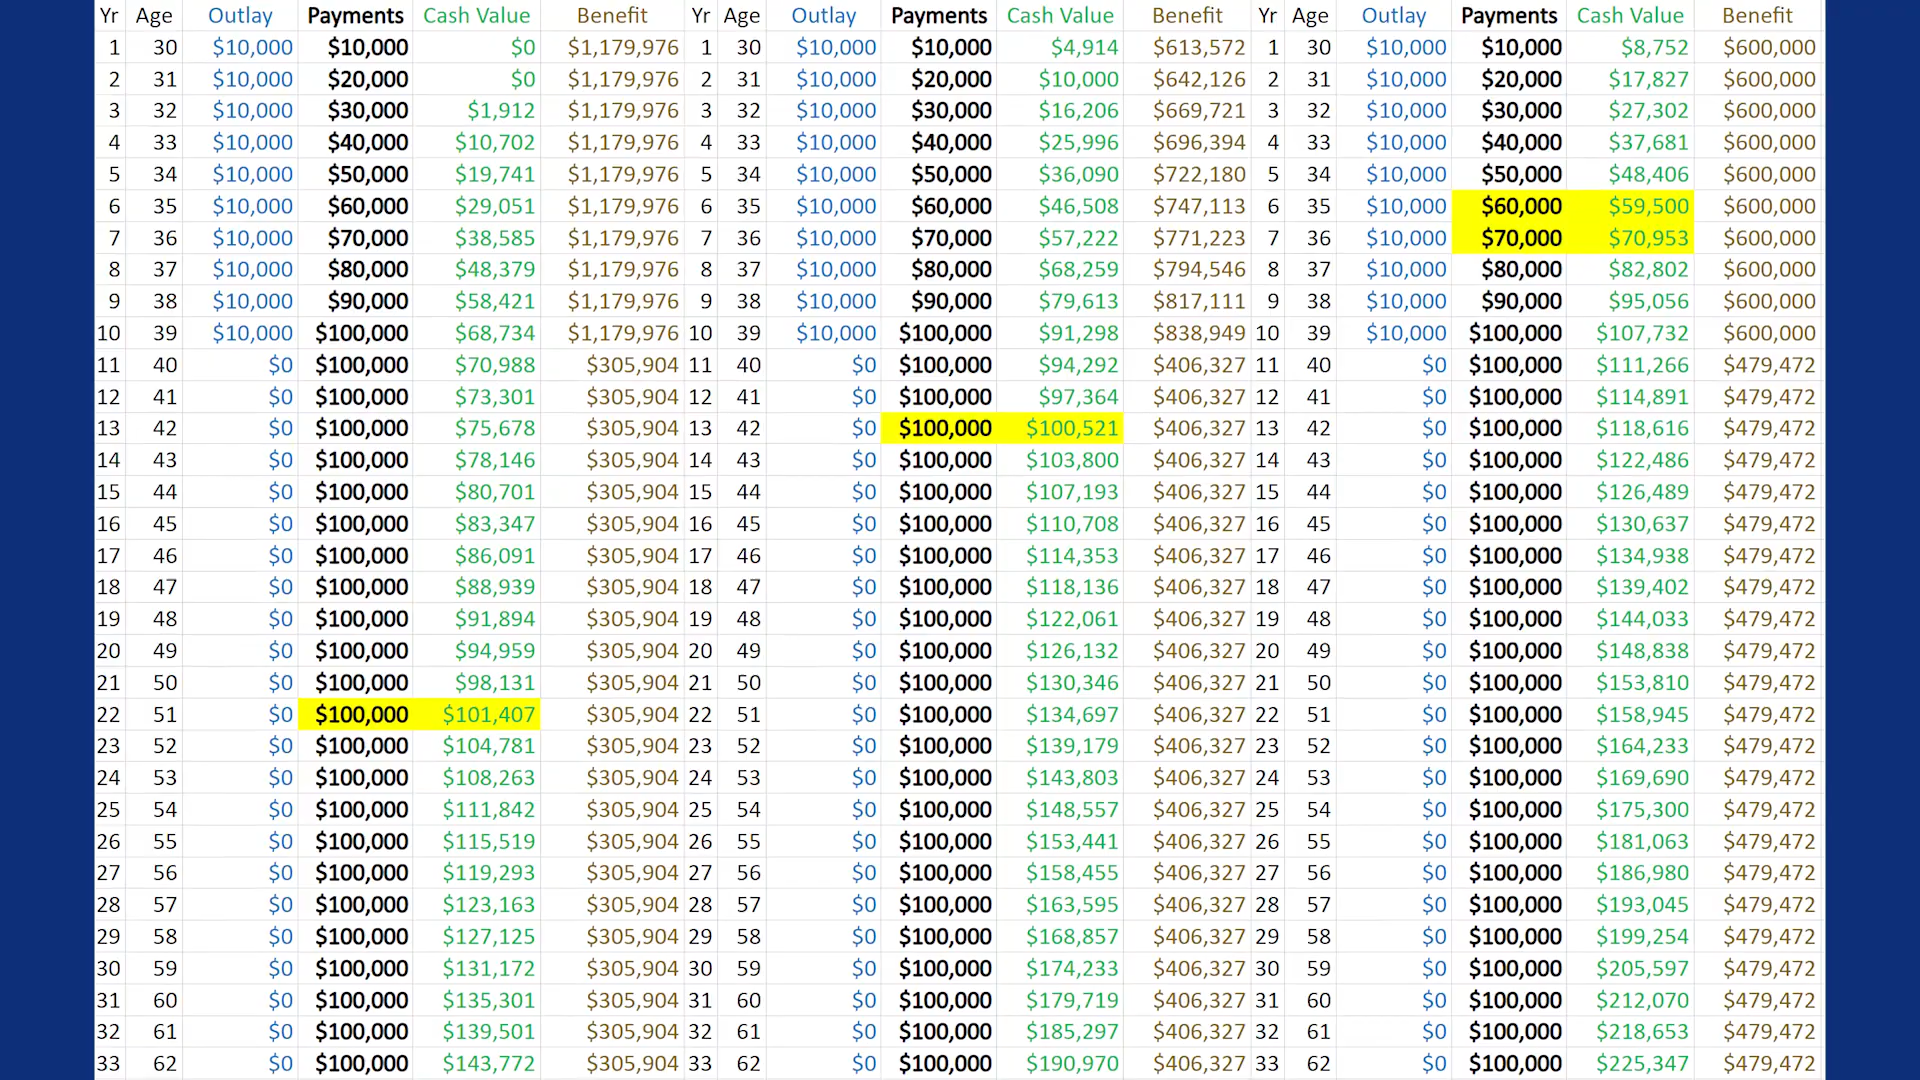 Yr Age Outlay Payments Cash Value Benefit Yr Age Outlay Payments Cash Value Benefit Yr Age Outlay Payments Cash Value Benefit
1 30 $10,000 $10,000 $0 $1,179,976 1 30 $10,000 $10,000 $4,914 $613,572 1 30 $10,000 $10,000 $8,752 $600,000
2 31 $10,000 $20,000 $0 $1,179,976 2 31 $10,000 $20,000 $10,000 $642,126 2 31 $10,000 $20,000 $17,827 $600,000
3 32 $10,000 $30,000 $1,912 $1,179,976 3 32 $10,000 $30,000 $16,206 $669,721 3 32 $10,000 $30,000 $27,302 $600,000
4 33 $10,000 $40,000 $10,702 $1,179,976 4 33 $10,000 $40,000 $25,996 $696,394 4 33 $10,000 $40,000 $37,681 $600,000
5 34 $10,000 $50,000 $19,741 $1,179,976 5 34 $10,000 $50,000 $36,090 $722,180 5 34 $10,000 $50,000 $48,406 $600,000
6 35 $10,000 $60,000 $29,051 $1,179,976 6 35 $10,000 $60,000 $46,508 $747,113 6 35 $10,000 $60,000 $59,500 $600,000
7 36 $10,000 $70,000 $38,585 $1,179,976 7 36 $10,000 $70,000 $57,222 $771,223 7 36 $10,000 $70,000 $70,953 $600,000
8 37 $10,000 $80,000 $48,379 $1,179,976 8 37 $10,000 $80,000 $68,259 $794,546 8 37 $10,000 $80,000 $82,802 $600,000
9 38 $10,000 $90,000 $58,421 $1,179,976 9 38 $10,000 $90,000 $79,613 $817,111 9 38 $10,000 $90,000 $95,056 $600,000
10 39 $10,000 $100,000 $68,734 $1,179,976 10 39 $10,000 $100,000 $91,298 $838,949 10 39 $10,000 $100,000 $107,732 $600,000
11 40 $0 $100,000 $70,988 $305,904 11 40 $0 $100,000 $94,292 $406,327 11 40 $0 $100,000 $111,266 $479,472
12 41 $0 $100,000 $73,301 $305,904 12 41 $0 $100,000 $97,364 $406,327 12 41 $0 $100,000 $114,891 $479,472
13 42 $0 $100,000 $75,678 $305,904 13 42 $0 $100,000 $100,521 $406,327 13 42 $0 $100,000 $118,616 $479,472
14 43 $0 $100,000 $78,146 $305,904 14 43 $0 $100,000 $103,800 $406,327 14 43 $0 $100,000 $122,486 $479,472
15 44 $0 $100,000 $80,701 $305,904 15 44 $0 $100,000 $107,193 $406,327 15 44 $0 $100,000 $126,489 $479,472
16 45 $0 $100,000 $83,347 $305,904 16 45 $0 $100,000 $110,708 $406,327 16 45 $0 $100,000 $130,637 $479,472
17 46 $0 $100,000 $86,091 $305,904 17 46 $0 $100,000 $114,353 $406,327 17 46 $0 $100,000 $134,938 $479,472
18 47 $0 $100,000 $88,939 $305,904 18 47 $0 $100,000 $118,136 $406,327 18 47 $0 $100,000 $139,402 $479,472
19 48 $0 $100,000 $91,894 $305,904 19 48 $0 $100,000 $122,061 $406,327 19 48 $0 $100,000 $144,033 $479,472
20 49 $0 $100,000 $94,959 $305,904 20 49 $0 $100,000 $126,132 $406,327 20 49 $0 $100,000 $148,838 $479,472
21 50 $0 $100,000 $98,131 $305,904 21 50 $0 $100,000 $130,346 $406,327 21 50 $0 $100,000 $153,810 $479,472
22 51 $0 $100,000 $101,407 $305,904 22 51 $0 $100,000 $134,697 $406,327 22 51 $0 $100,000 $158,945 $479,472
23 52 $0 $100,000 $104,781 $305,904 23 52 $0 $100,000 $139,179 $406,327 23 52 $0 $100,000 $164,233 $479,472
24 53 $0 $100,000 $108,263 $305,904 24 53 $0 $100,000 $143,803 $406,327 24 53 $0 $100,000 $169,690 $479,472
25 54 $0 $100,000 $111,842 $305,904 25 54 $0 $100,000 $148,557 $406,327 25 54 $0 $100,000 $175,300 $479,472
26 55 $0 $100,000 $115,519 $305,904 26 55 $0 $100,000 $153,441 $406,327 26 55 $0 $100,000 $181,063 $479,472
27 56 $0 $100,000 $119,293 $305,904 27 56 $0 $100,000 $158,455 $406,327 27 56 $0 $100,000 $186,980 $479,472
28 57 $0 $100,000 $123,163 $305,904 28 57 $0 $100,000 $163,595 $406,327 28 57 $0 $100,000 $193,045 $479,472
29 58 $0 $100,000 $127,125 $305,904 29 58 $0 $100,000 $168,857 $406,327 29 58 $0 $100,000 $199,254 $479,472
30 59 $0 $100,000 $131,172 $305,904 30 59 $0 $100,000 $174,233 $406,327 30 59 $0 $100,000 $205,597 $479,472
31 60 $0 $100,000 $135,301 $305,904 31 60 $0 $100,000 $179,719 $406,327 31 60 $0 $100,000 $212,070 $479,472
32 61 $0 $100,000 $139,501 $305,904 32 61 $0 $100,000 $185,297 $406,327 32 61 $0 $100,000 $218,653 $479,472
33 62 $0 $100,000 $143,772 $305,904 33 62 $0 $100,000 $190,970 $406,327 33 62 $0 $100,000 $225,347 $479,472